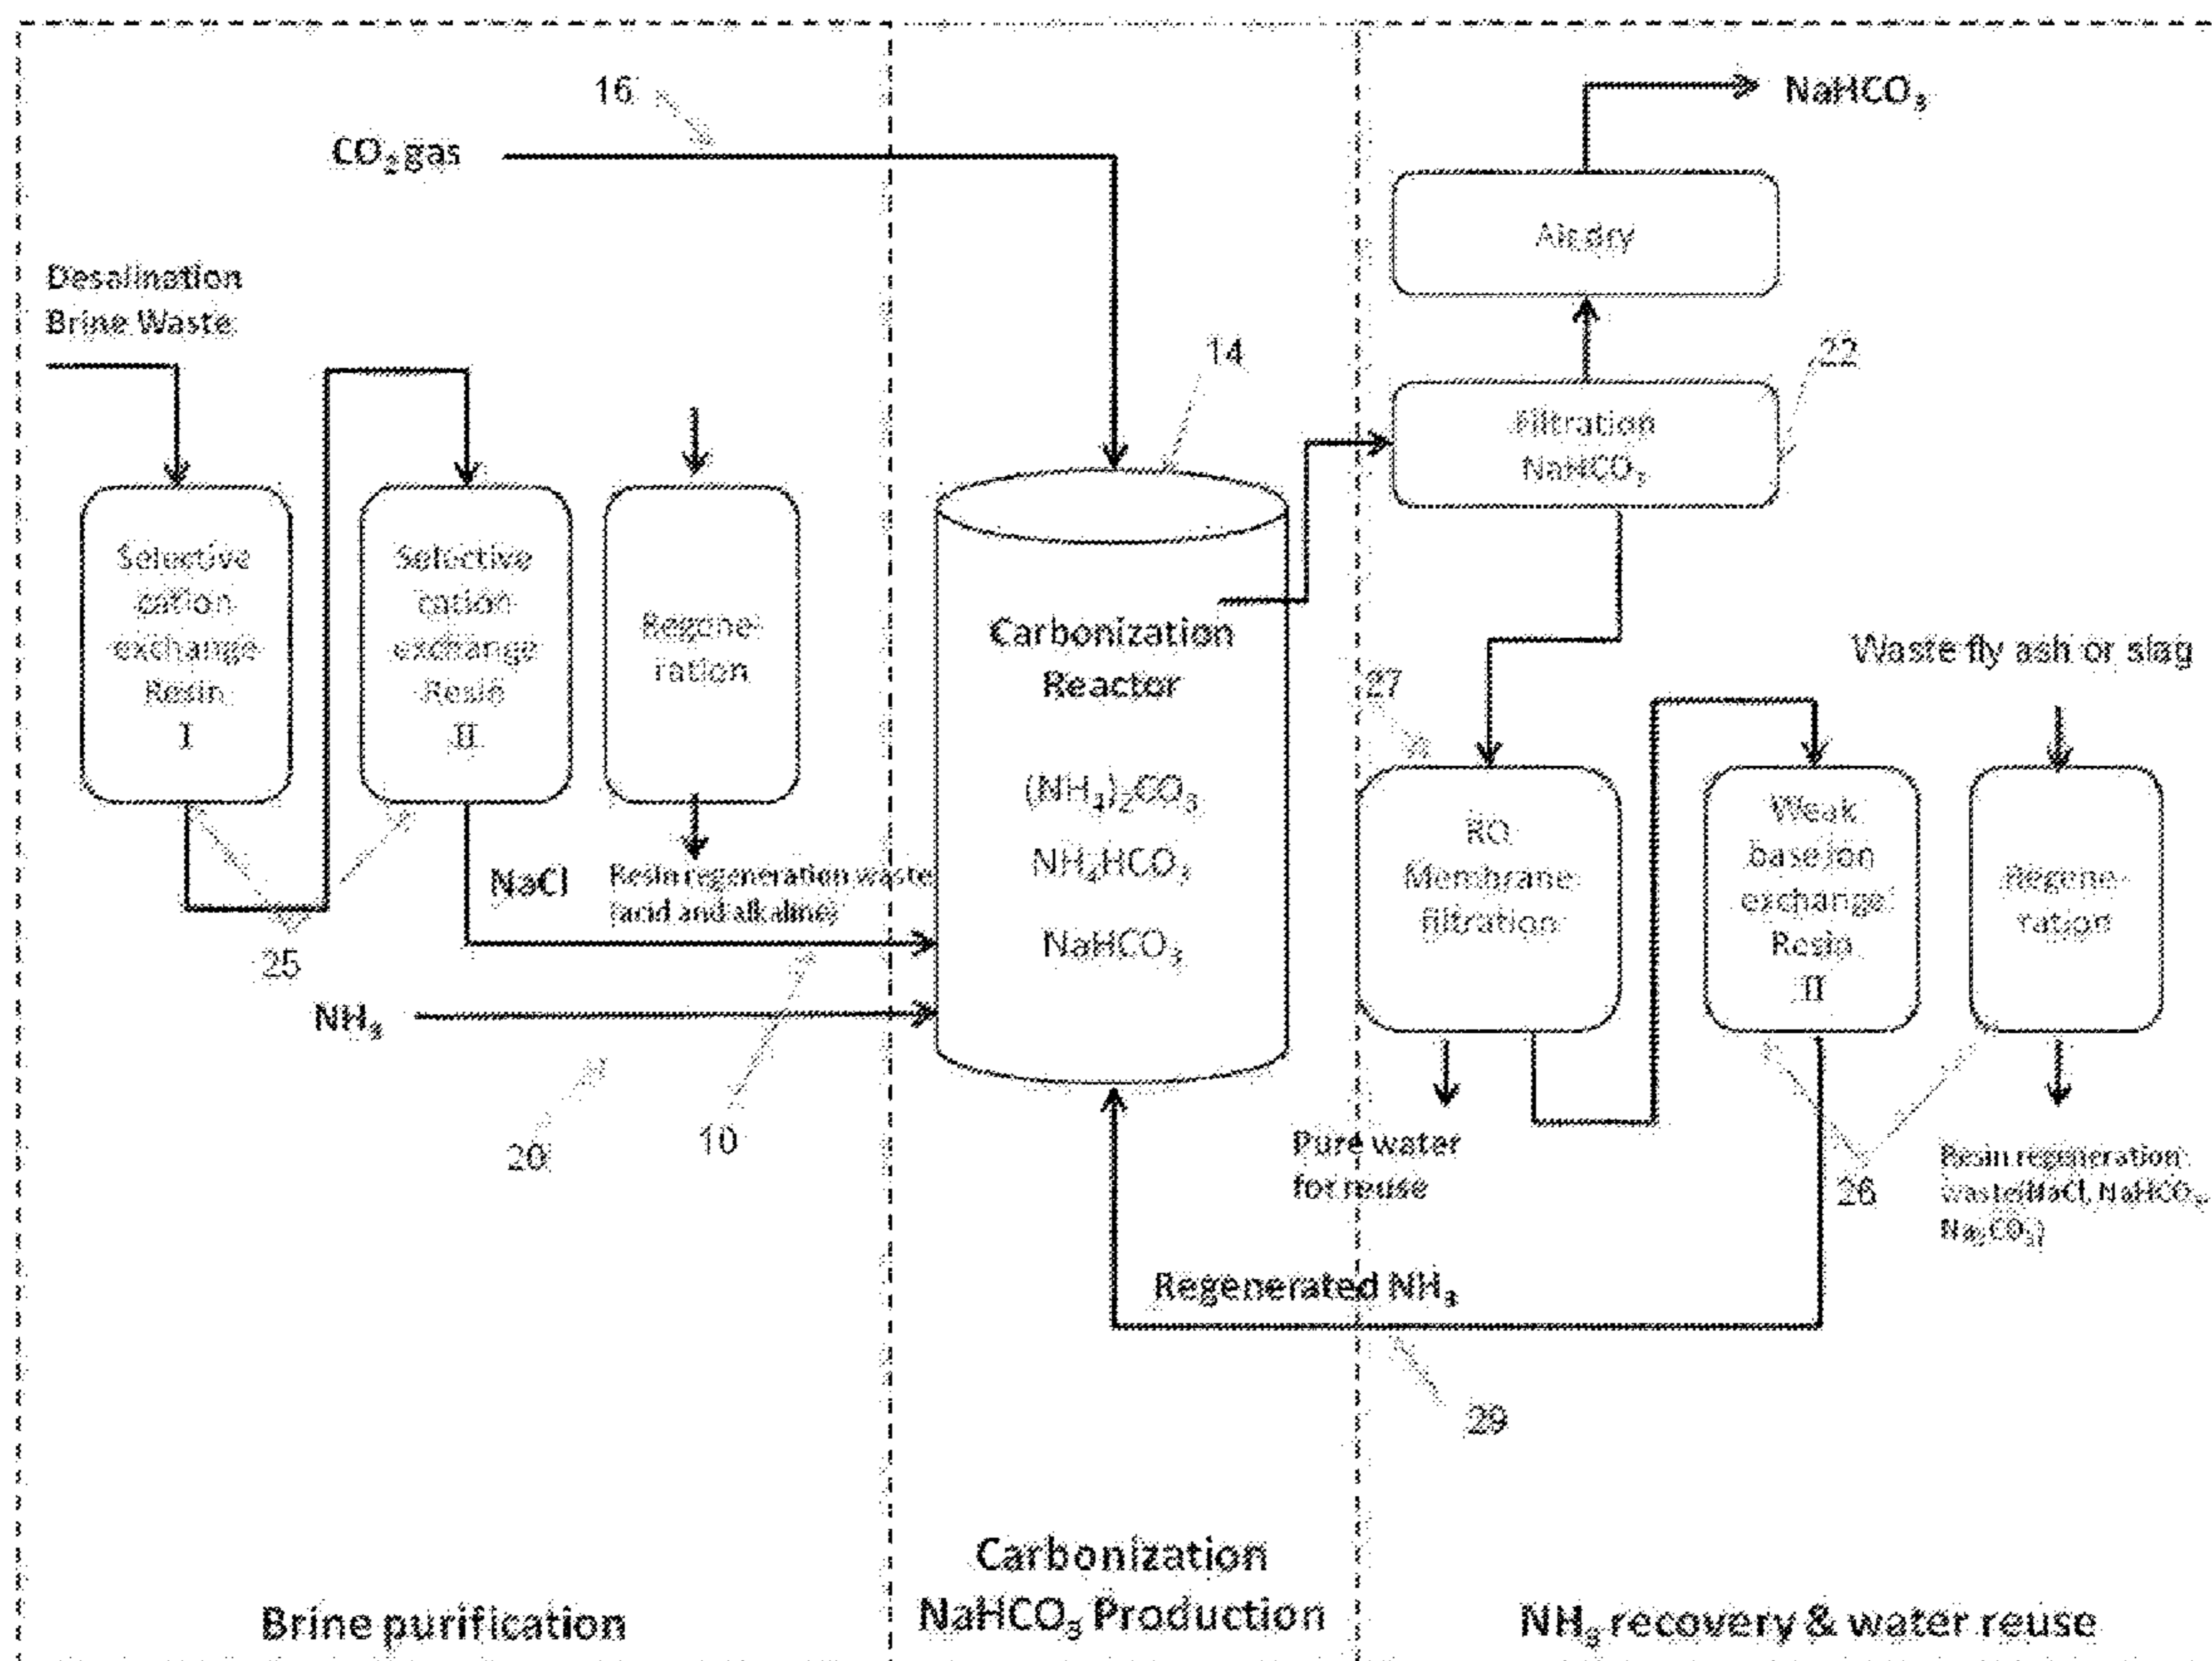 16
CO₂ gas
NaHCO₃
Air dry
Desalination
Brine Waste
14
22
Filtration
NaHCO₃
Selective
cation
exchange
Resin
I
Selective
cation
exchange
Resin
II
Regene-
ration
Carbonization
Reactor
(NH₄)₂CO₃
NH₄HCO₃
NaHCO₃
Waste fly ash or slag
27
RO
Membrane
filtration
Weak
base ion
exchange
Resin
II
Regene-
ration
NaCl
Resin regeneration waste
(acid and alkaline)
25
NH₃
20
10
Pure water
for reuse
26
Resin regeneration
waste(NaCl, NaHCO₃,
Na₂CO₃)
Regenerated NH₃
29
Brine purification
Carbonization
NaHCO₃ Production
NH₃ recovery & water reuse